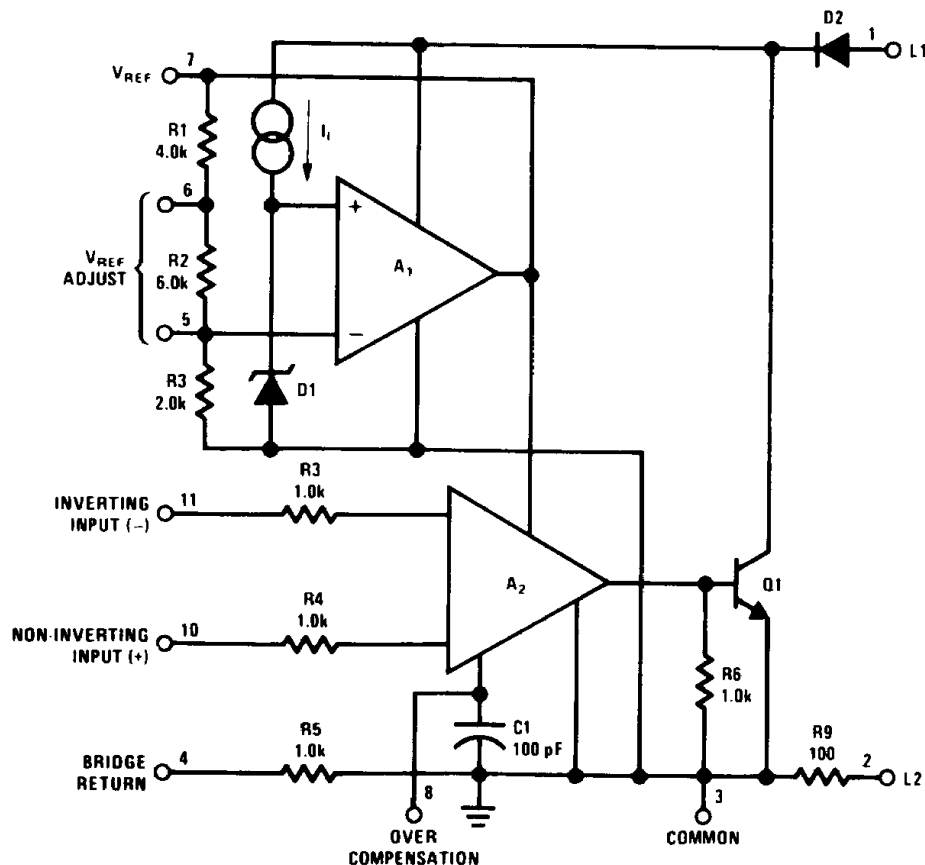 D2
1
L1
VREF
7
R1
4.0k
Ii
6
VREF
ADJUST
R2
6.0k
+
A1
5
−
R3
2.0k
D1
R3
1.0k
INVERTING
INPUT (−)
11
A2
Q1
R4
1.0k
NON-INVERTING
INPUT (+)
10
R6
1.0k
C1
100 pF
R5
1.0k
R9
100
BRIDGE
RETURN
4
2
L2
8
3
OVER
COMPENSATION
COMMON